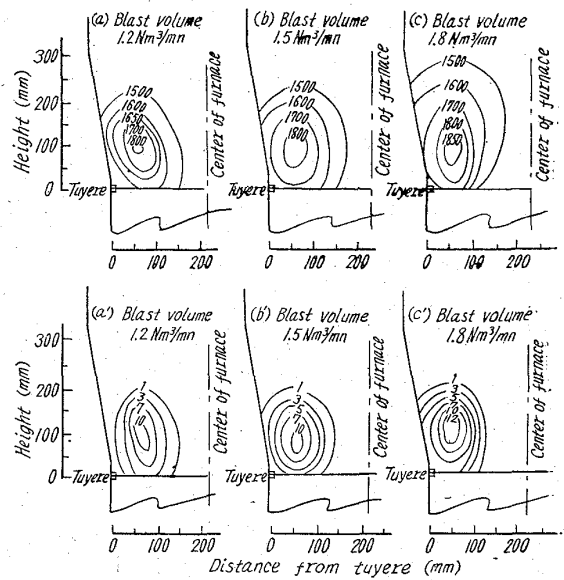 (a) Blast volume
1.2 Nm³/mn
(b) Blast volume
1.5 Nm³/mn
(c) Blast volume
1.8 Nm³/mn
Height (mm)
300
200
100
0
1500
1600
1650
1700
1800
Center of furnace
Tuyere
0 100 200
1500
1600
1700
1800
Center of furnace
Tuyere
0 100 200
1500
1600
1700
1800
1850
Center of furnace
Tuyere
0 100 200
(a') Blast volume
1.2 Nm³/mn
(b') Blast volume
1.5 Nm³/mn
(c') Blast volume
1.8 Nm³/mn
Height (mm)
300
200
100
0
1
3
7
10
Center of furnace
Tuyere
0 100 200
1
3
5
7
10
Center of furnace
Tuyere
0 100 200
1
3
12
Center of furnace
Tuyere
0 100 200
Distance from tuyere (mm)